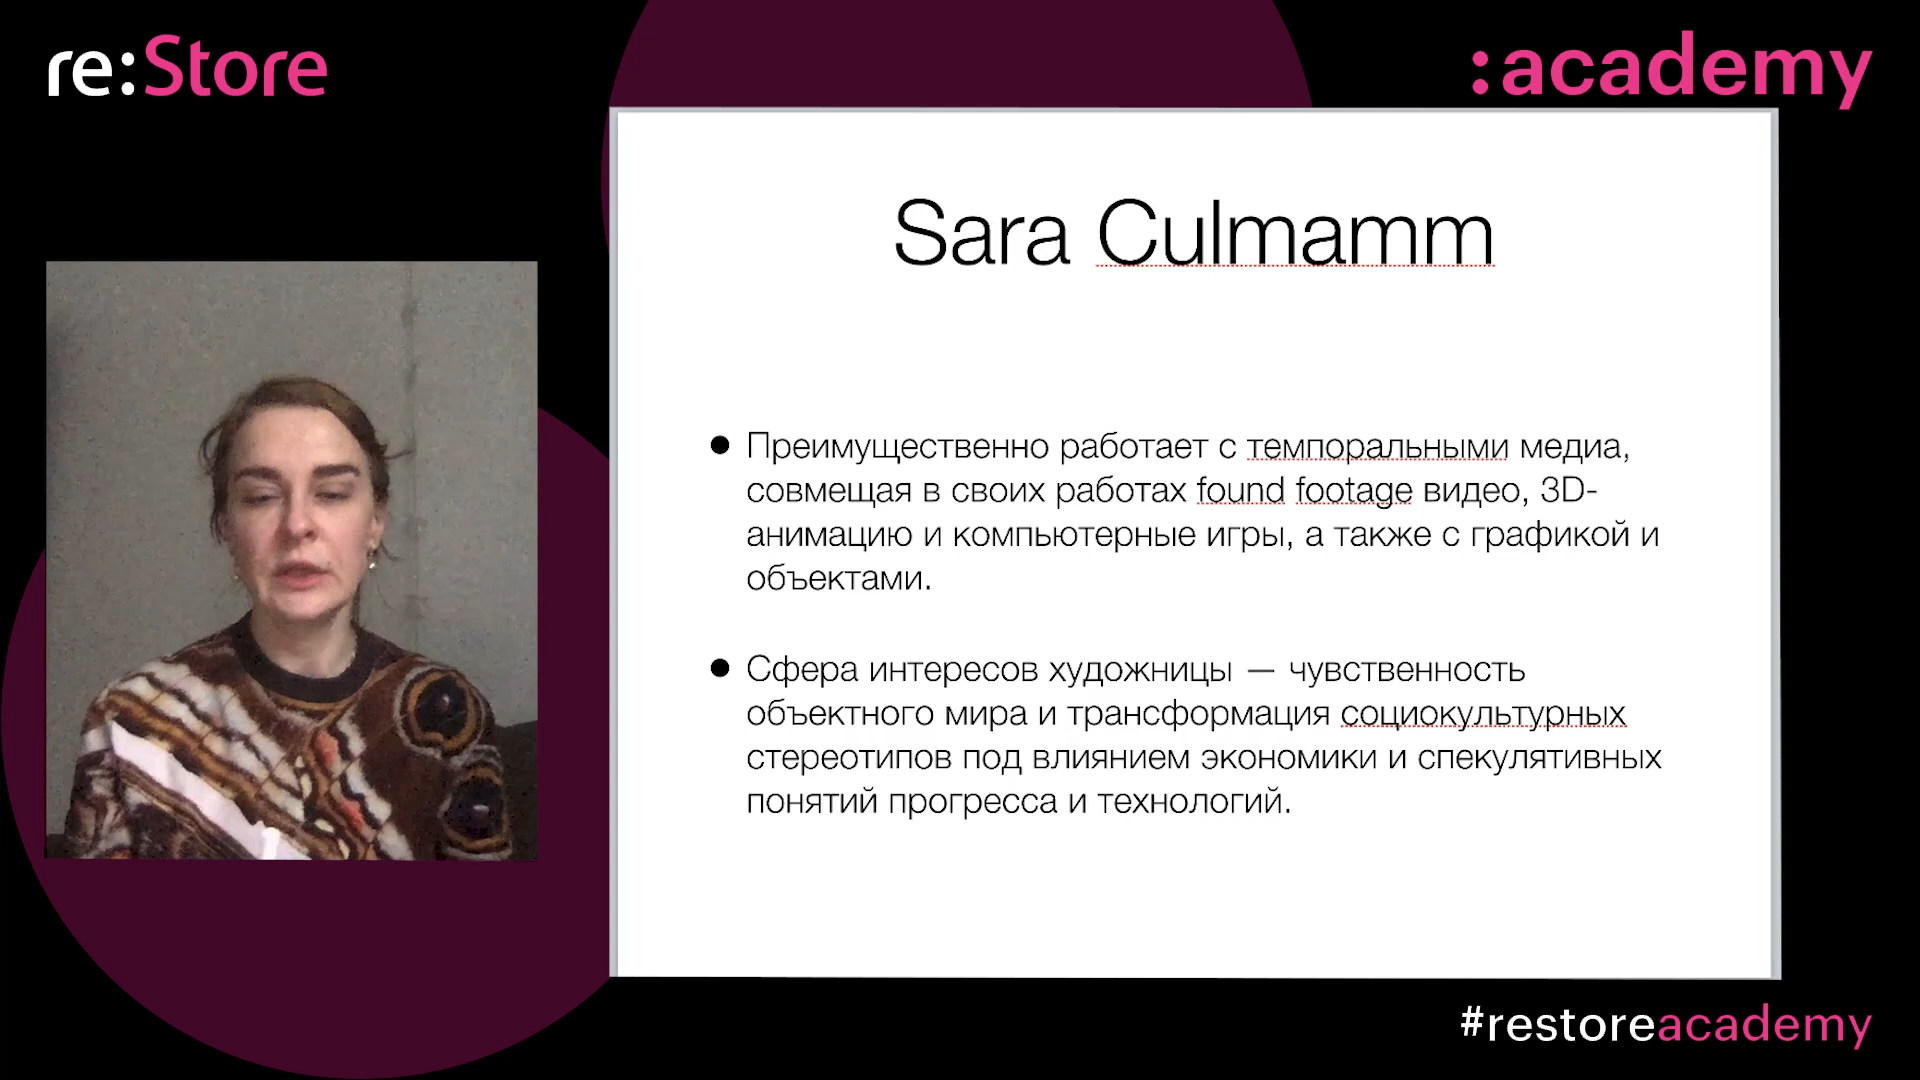 re:Store
:academy
Sara Culmamm
● Преимущественно работает с темпоральными медиа,
совмещая в своих работах found footage видео, 3D-
анимацию и компьютерные игры, а также с графикой и
объектами.
● Сфера интересов художницы — чувственность
объектного мира и трансформация социокультурных
стереотипов под влиянием экономики и спекулятивных
понятий прогресса и технологий.
#restoreacademy